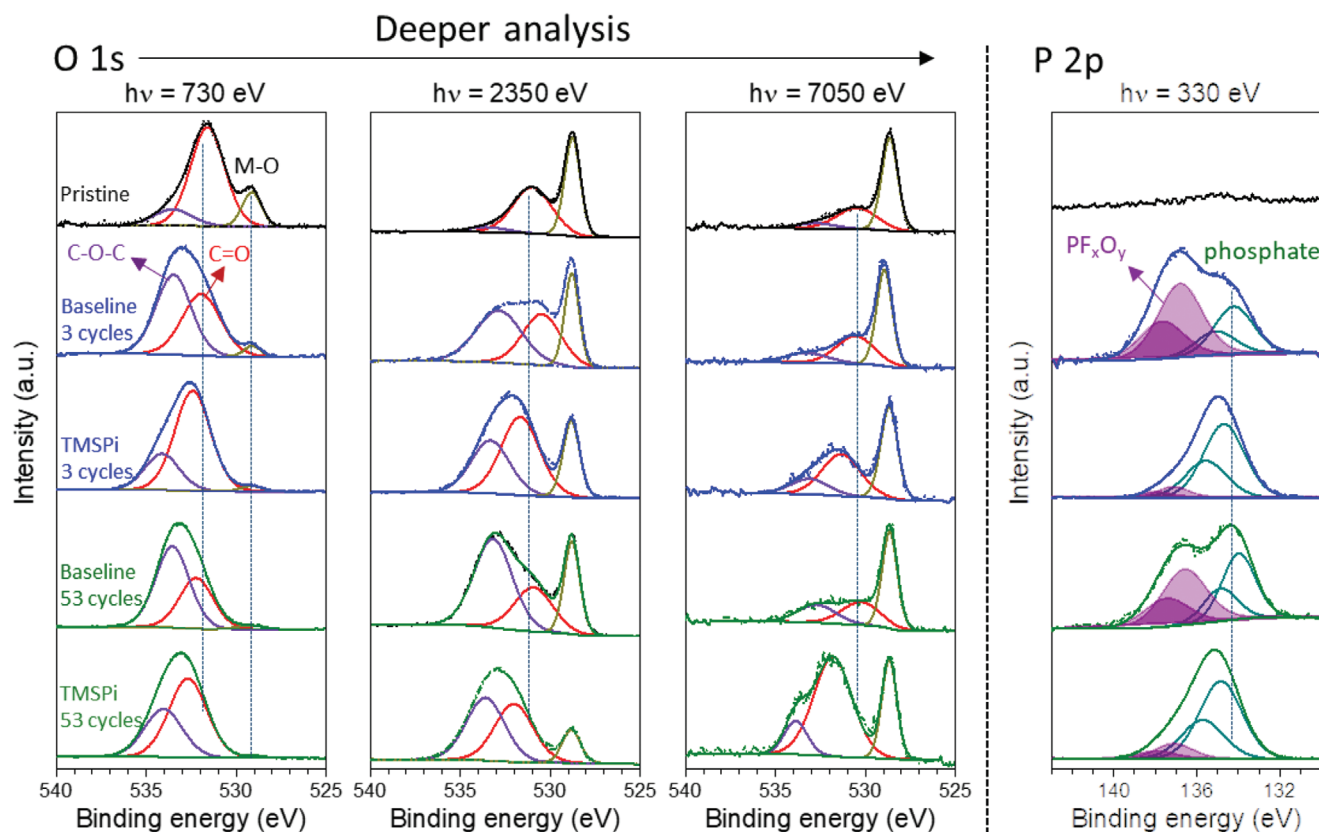 Deeper analysis
O 1s
P 2p
hν = 730 eV
hν = 2350 eV
hν = 7050 eV
hν = 330 eV
Intensity (a.u.)
Pristine
M-O
C-O-C
C=O
Baseline
3 cycles
TMSPi
3 cycles
Baseline
53 cycles
TMSPi
53 cycles
540 535 530 525
Binding energy (eV)
540 535 530 525
Binding energy (eV)
540 535 530 525
Binding energy (eV)
Intensity (a.u.)
PFxOy
phosphate
140 136 132
Binding energy (eV)